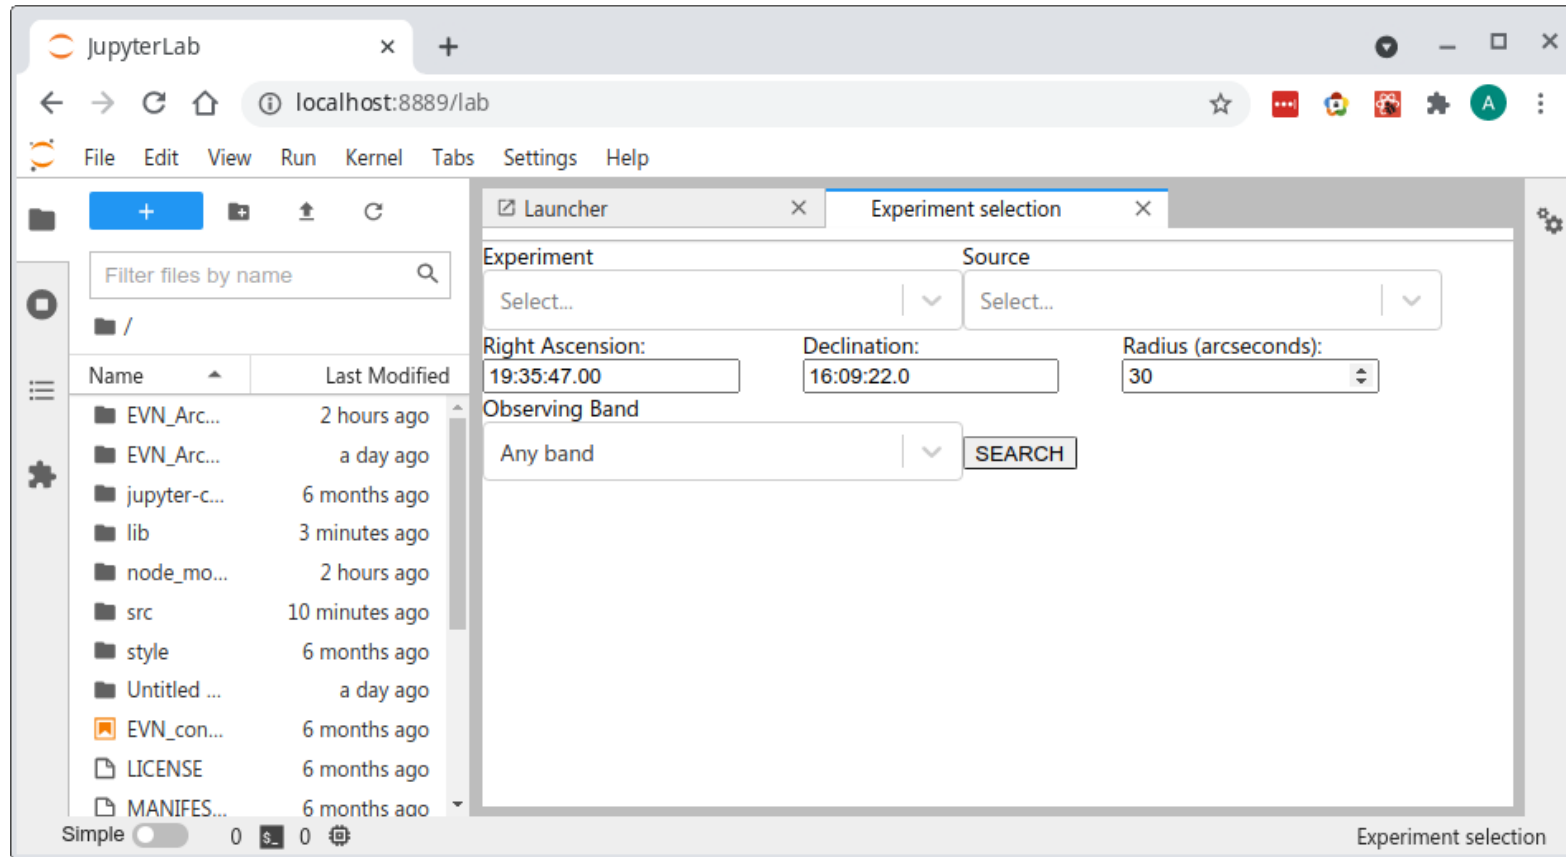 JupyterLab
localhost:8889/lab
A
File Edit View Run Kernel Tabs Settings Help
Launcher
Experiment selection
Filter files by name
/
Name Last Modified
EVN_Arc... 2 hours ago
EVN_Arc... a day ago
jupyter-c... 6 months ago
lib 3 minutes ago
node_mo... 2 hours ago
src 10 minutes ago
style 6 months ago
Untitled ... a day ago
EVN_con... 6 months ago
LICENSE 6 months ago
MANIFES... 6 months ago
Experiment Source
Select... Select...
Right Ascension: Declination: Radius (arcseconds):
19:35:47.00 16:09:22.0 30
Observing Band
Any band SEARCH
Simple 0 $_ 0 Experiment selection